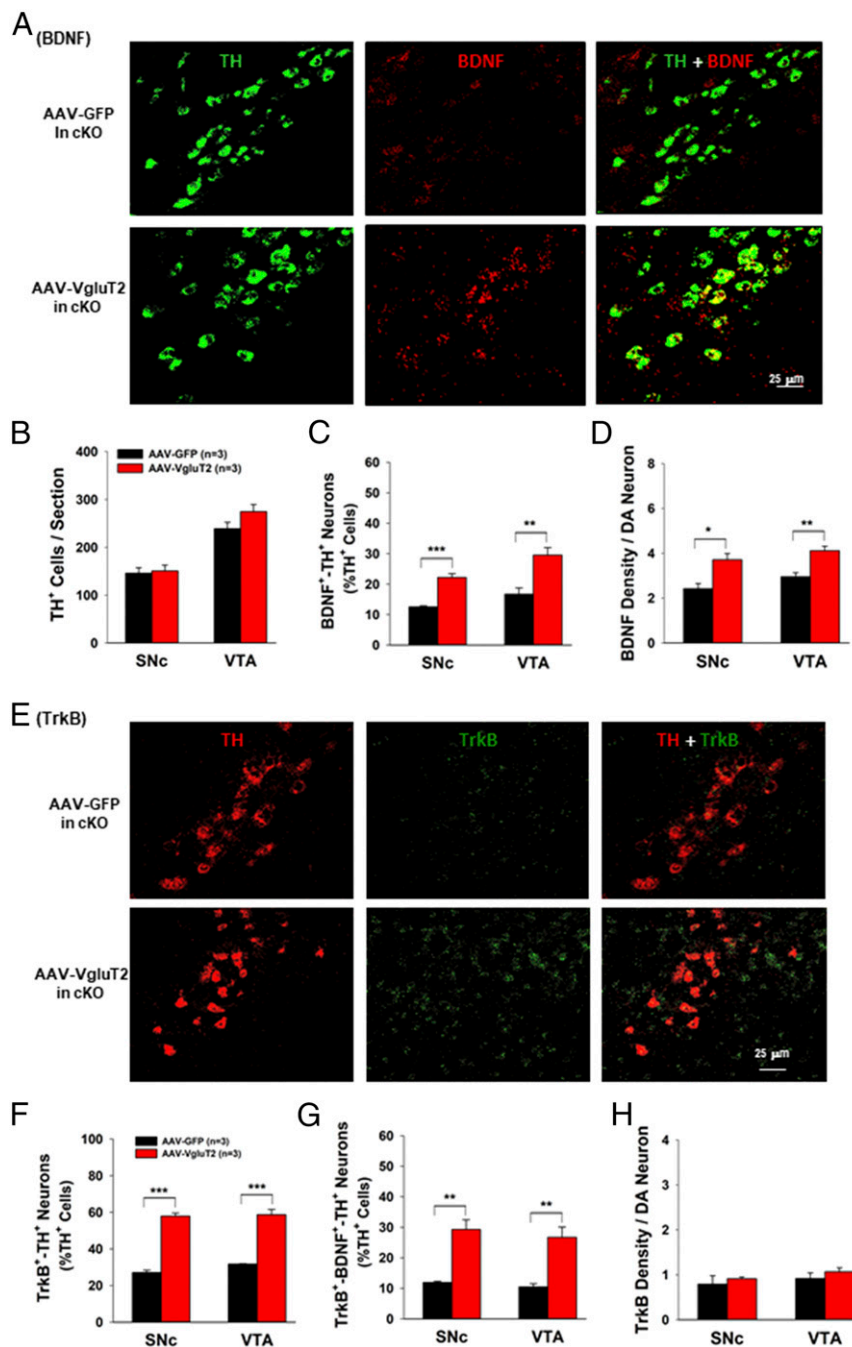 A
(BDNF)
TH
BDNF
TH + BDNF
AAV-GFP
In cKO
AAV-VgluT2
in cKO
25 μm
B
TH+ Cells / Section
400
300
200
100
0
AAV-GFP (n=3)
AAV-VgluT2 (n=3)
SNc
VTA
C
BDNF+-TH+ Neurons
(%TH+ Cells)
60
50
40
30
20
10
0
***
**
SNc
VTA
D
BDNF Density / DA Neuron
8
6
4
2
0
*
**
SNc
VTA
E
(TrkB)
TH
TrkB
TH + TrkB
AAV-GFP
in cKO
AAV-VgluT2
in cKO
25 μm
F
TrkB+-TH+ Neurons
(%TH+ Cells)
100
80
60
40
20
0
AAV-GFP (n=3)
AAV-VgluT2 (n=3)
***
***
SNc
VTA
G
TrkB+-BDNF+-TH+ Neurons
(%TH+ Cells)
60
50
40
30
20
10
0
**
**
SNc
VTA
H
TrkB Density / DA Neuron
4
3
2
1
0
SNc
VTA